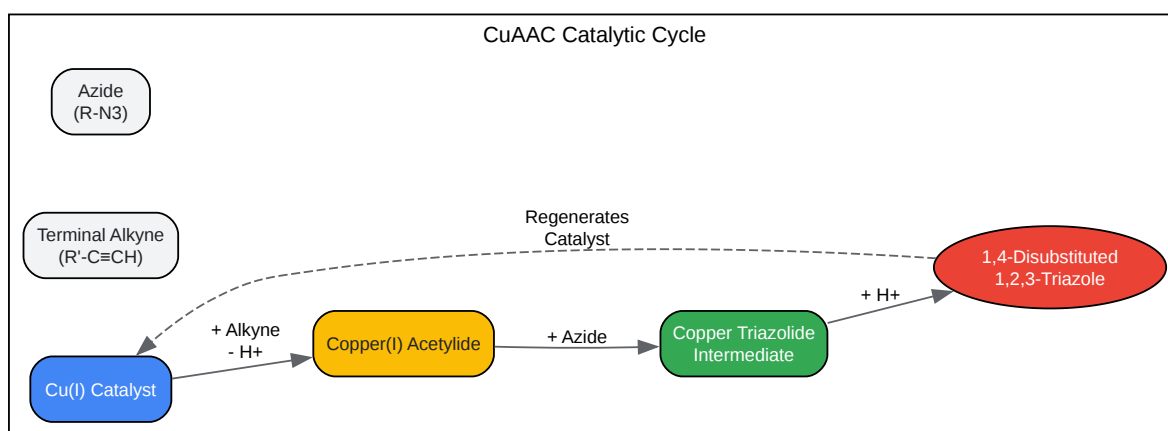 CuAAC Catalytic Cycle
Azide
(R-N3)
Terminal Alkyne
(R'-C≡CH)
Regenerates
Catalyst
1,4-Disubstituted
1,2,3-Triazole
+ H+
+ Alkyne
- H+
Copper(I) Acetylide
+ Azide
Copper Triazolide
Intermediate
Cu(I) Catalyst